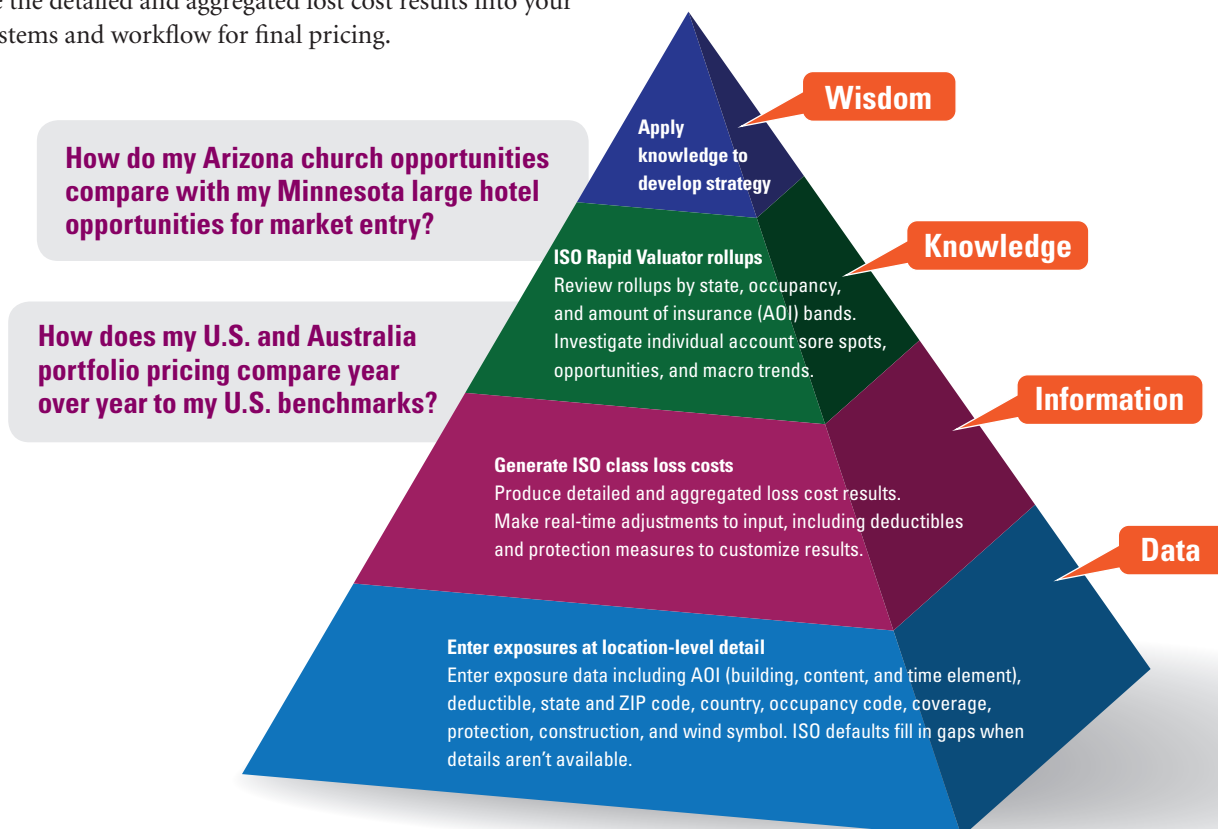 the detailed and aggregated lost cost results into your
stems and workflow for final pricing.
Wisdom
Apply
knowledge to
develop strategy
How do my Arizona church opportunities
compare with my Minnesota large hotel
opportunities for market entry?
Knowledge
ISO Rapid Valuator rollups
Review rollups by state, occupancy,
and amount of insurance (AOI) bands.
Investigate individual account sore spots,
opportunities, and macro trends.
How does my U.S. and Australia
portfolio pricing compare year
over year to my U.S. benchmarks?
Information
Generate ISO class loss costs
Produce detailed and aggregated loss cost results.
Make real-time adjustments to input, including deductibles
and protection measures to customize results.
Data
Enter exposures at location-level detail
Enter exposure data including AOI (building, content, and time element),
deductible, state and ZIP code, country, occupancy code, coverage,
protection, construction, and wind symbol. ISO defaults fill in gaps when
details aren’t available.